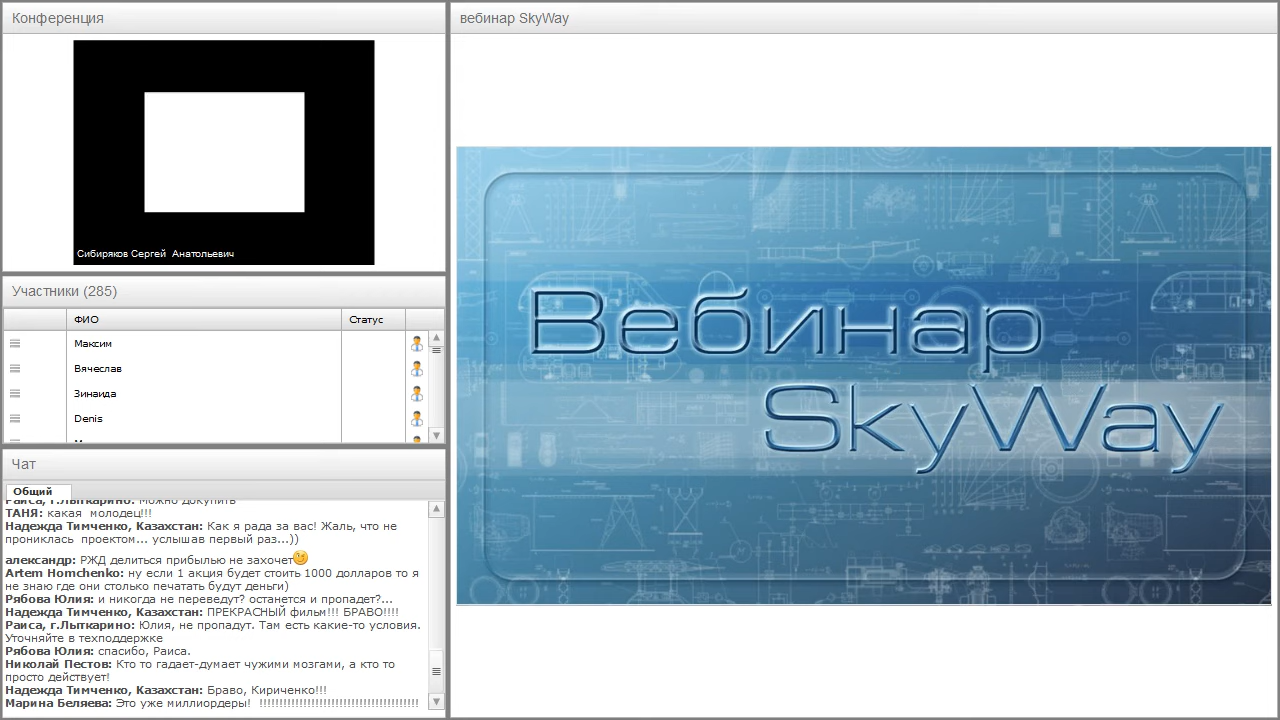 Конференция
Сибиряков Сергей Анатольевич
Участники (285)
ФИО Статус
Максим
Вячеслав
Зинаида
Denis
Чат
Общий
Раиса, г.Лыткарино: можно докупить
ТАНЯ: какая молодец!!!
Надежда Тимченко, Казахстан: Как я рада за вас! Жаль, что не
прониклась проектом... услышав первый раз...))
александр: РЖД делиться прибылью не захочет
Artem Homchenko: ну если 1 акция будет стоить 1000 долларов то я
не знаю где они столько печатать будут деньги)
Рябова Юлия: и никогда не переведут? останется и пропадет?...
Надежда Тимченко, Казахстан: ПРЕКРАСНЫЙ фильм!!! БРАВО!!!!
Раиса, г.Лыткарино: Юлия, не пропадут. Там есть какие-то условия.
Уточняйте в техподдержке
Рябова Юлия: спасибо, Раиса.
Николай Пестов: Кто то гадает-думает чужими мозгами, а кто то
просто действует!
Надежда Тимченко, Казахстан: Браво, Кириченко!!!
Марина Беляева: Это уже миллиордеры! !!!!!!!!!!!!!!!!!!!!!!!!!!!!!!!!!!!!!!
вебинар SkyWay
Вебинар
SkyWay